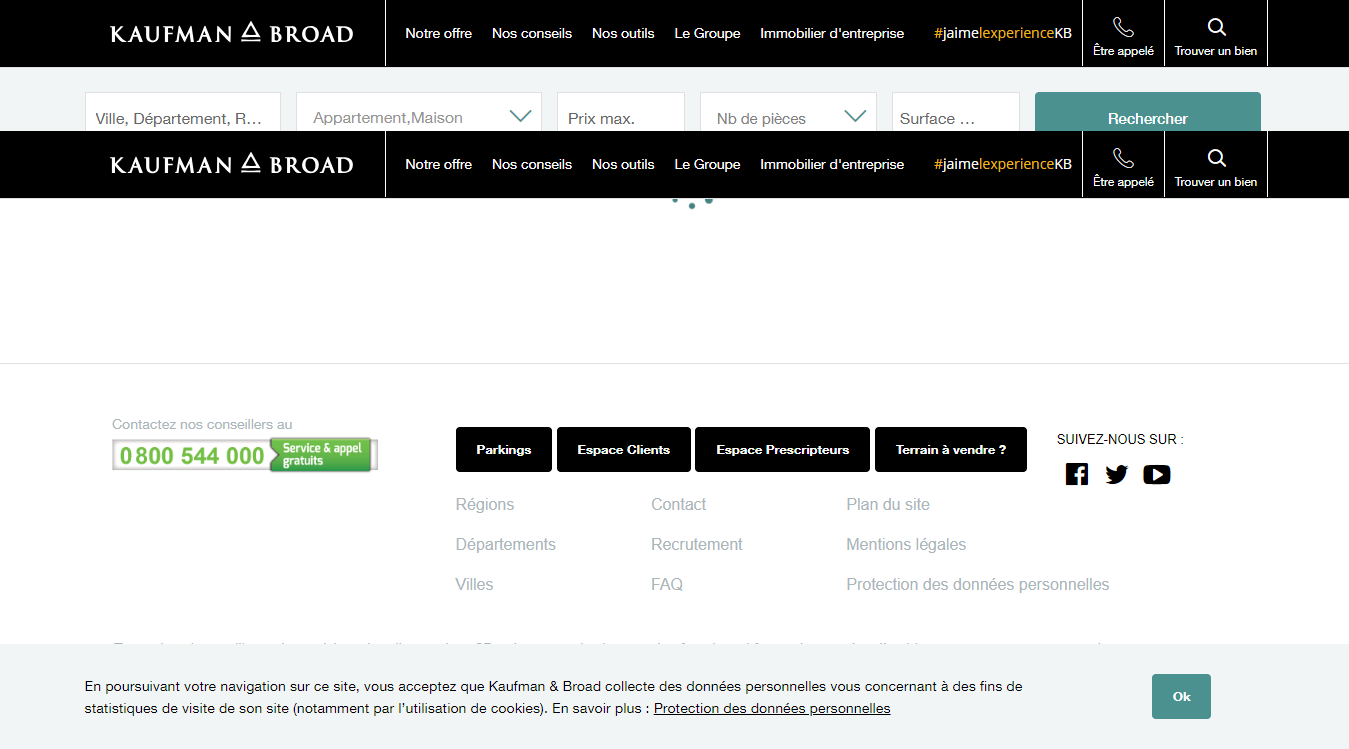 KAUFMAN & BROAD
Notre offre Nos conseils Nos outils Le Groupe Immobilier d'entreprise #jaimelexperienceKB Être appelé Trouver un bien
Ville, Département, R... Appartement,Maison Prix max. Nb de pièces Surface ... Rechercher
KAUFMAN & BROAD
Notre offre Nos conseils Nos outils Le Groupe Immobilier d'entreprise #jaimelexperienceKB Être appelé Trouver un bien
Contactez nos conseillers au
0 800 544 000 Service & appel
gratuits
Parkings Espace Clients Espace Prescripteurs Terrain à vendre ?
SUIVEZ-NOUS SUR :
Régions Contact Plan du site
Départements Recrutement Mentions légales
Villes FAQ Protection des données personnelles
En poursuivant votre navigation sur ce site, vous acceptez que Kaufman & Broad collecte des données personnelles vous concernant à des fins de
statistiques de visite de son site (notamment par l'utilisation de cookies). En savoir plus : Protection des données personnelles
Ok